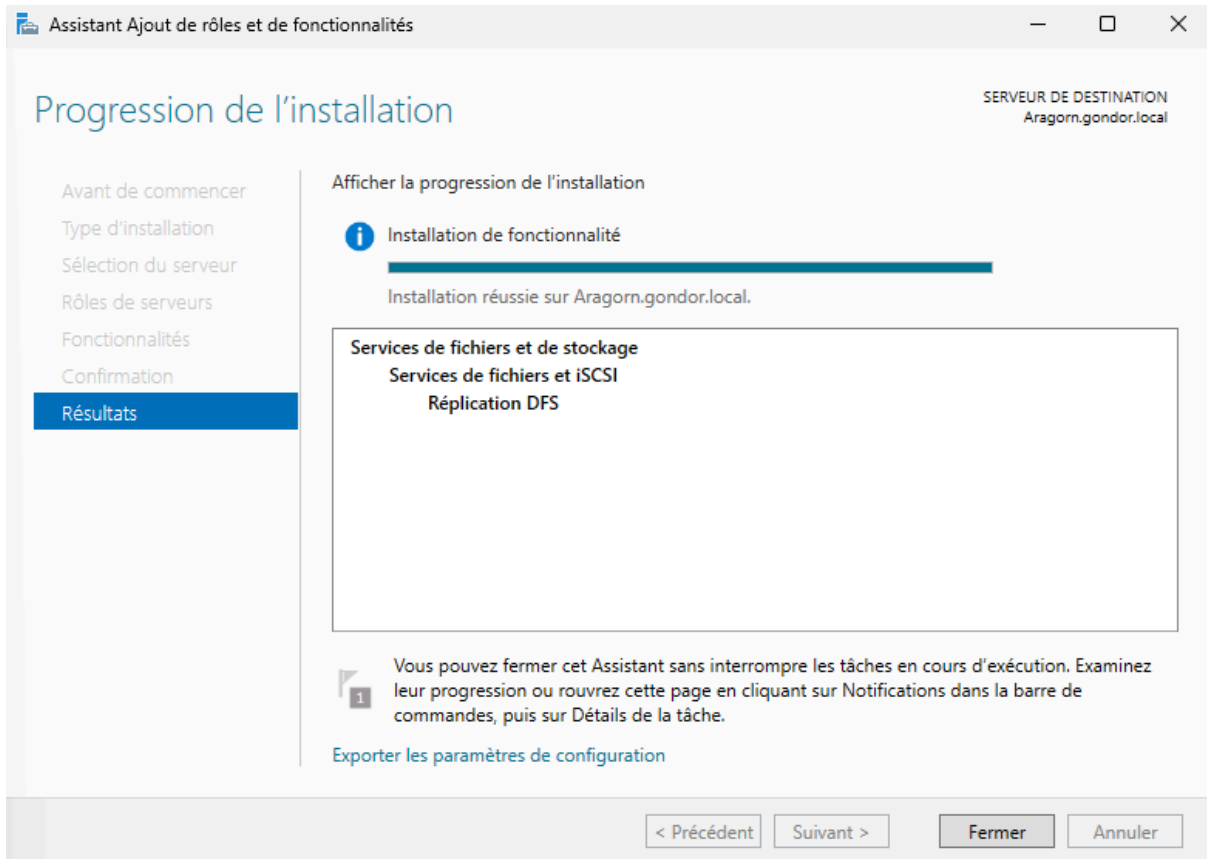 Assistant Ajout de rôles et de fonctionnalités
Progression de l’installation
SERVEUR DE DESTINATION
Aragorn.gondor.local
Avant de commencer
Type d’installation
Sélection du serveur
Rôles de serveurs
Fonctionnalités
Confirmation
Résultats
Afficher la progression de l’installation
Installation de fonctionnalité
Installation réussie sur Aragorn.gondor.local.
Services de fichiers et de stockage
Services de fichiers et iSCSI
Réplication DFS
1
Vous pouvez fermer cet Assistant sans interrompre les tâches en cours d’exécution. Examinez
leur progression ou rouvrez cette page en cliquant sur Notifications dans la barre de
commandes, puis sur Détails de la tâche.
Exporter les paramètres de configuration
< Précédent
Suivant >
Fermer
Annuler